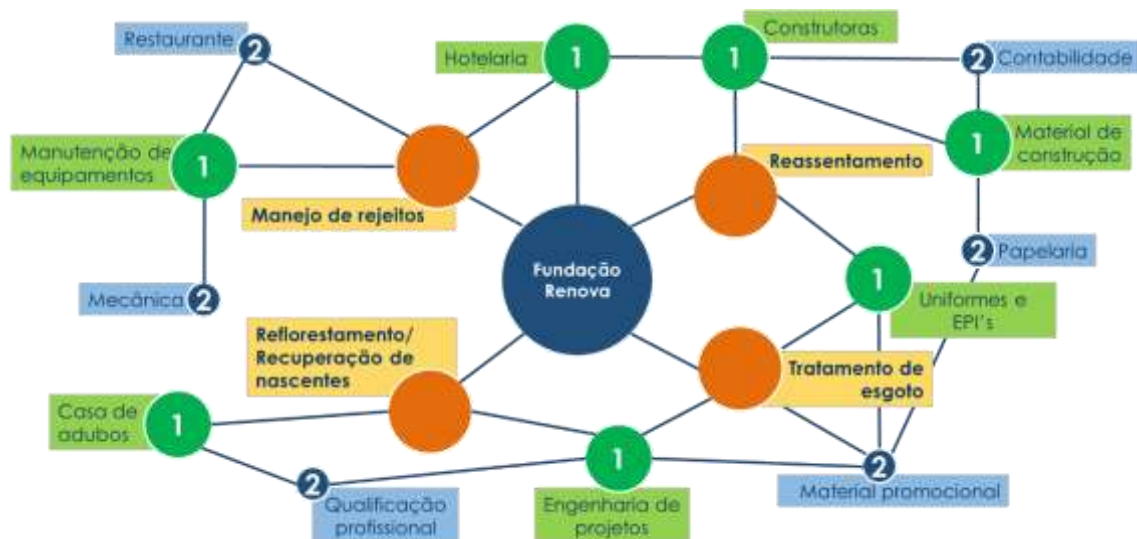 Restaurante
2
Hotelaria
1
Construtoras
1
2
Contabilidade
Manutenção de
equipamentos
1
Manejo de rejeitos
Reassentamento
1
Material de
construção
Fundação
Renova
Mecânica
2
2
Papelaria
1
Uniformes e
EPI's
Reflorestamento/
Recuperação de
nascentes
Tratamento de
esgoto
Casa de
adubos
1
2
Qualificação
profissional
1
Engenharia de
projetos
2
Material promocional